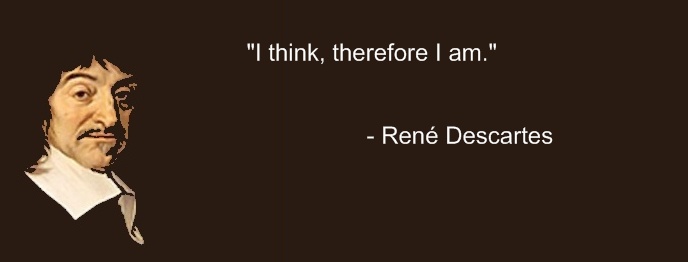 "I think, therefore I am."
- René Descartes